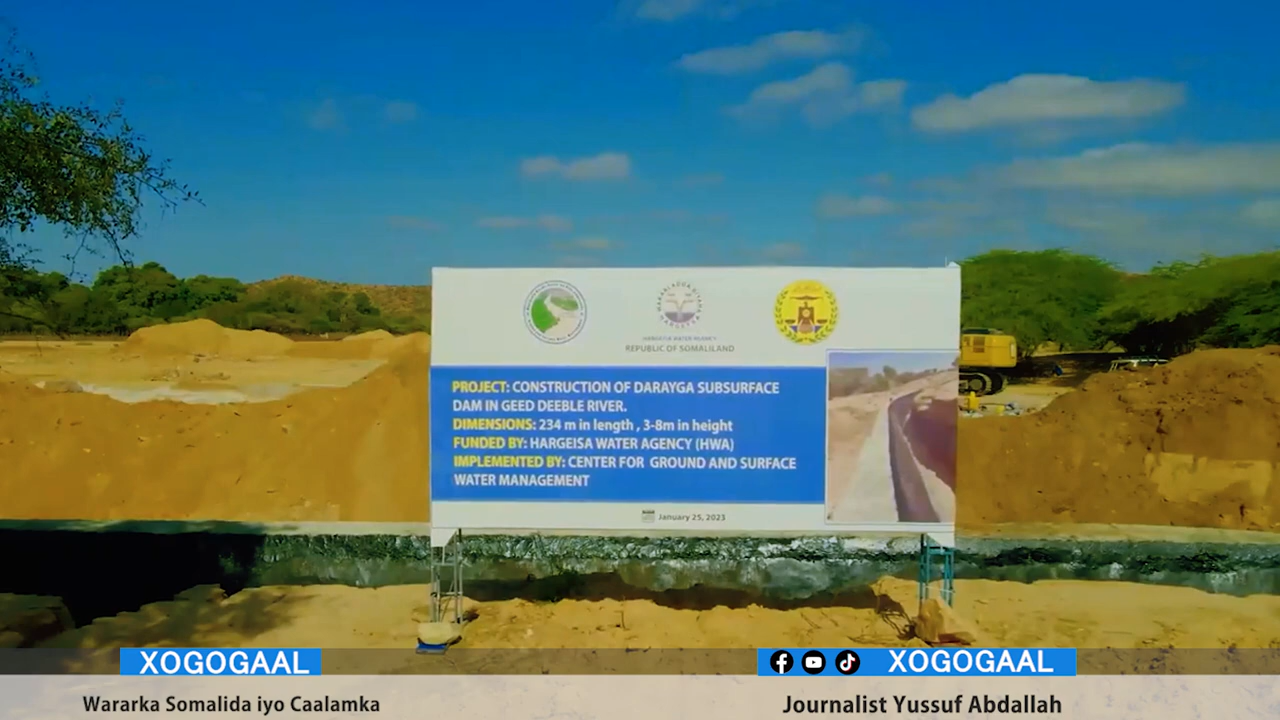 HARGEISA WATER AGENCY
REPUBLIC OF SOMALILAND
PROJECT: CONSTRUCTION OF DARAYGA SUBSURFACE
DAM IN GEED DEEBLE RIVER.
DIMENSIONS: 234 m in length , 3-8m in height
FUNDED BY: HARGEISA WATER AGENCY (HWA)
IMPLEMENTED BY: CENTER FOR GROUND AND SURFACE
WATER MANAGEMENT
January 25, 2023
XOGOGAAL
XOGOGAAL
Wararka Somalida iyo Caalamka
Journalist Yussuf Abdallah